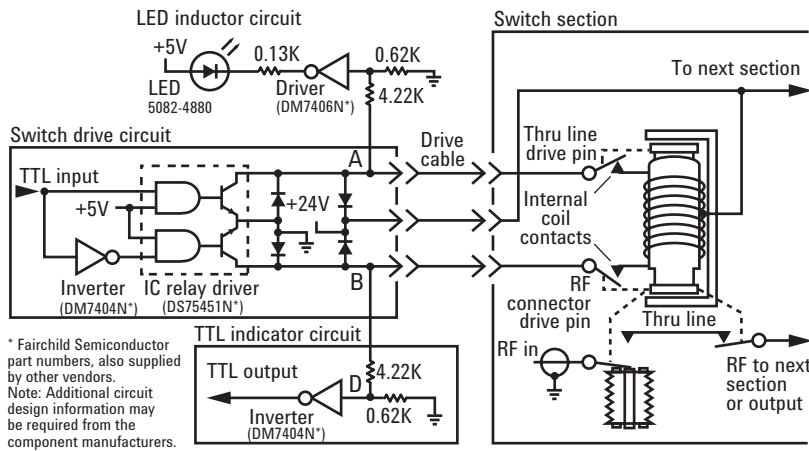 LED inductor circuit
+5V
0.13K
0.62K
LED
5082-4880
Driver
(DM7406N*)
4.22K
Switch section
To next section
Switch drive circuit
TTL input
+5V
+24V
A
B
Drive
cable
Thru line
drive pin
Internal
coil
contacts
Inverter
(DM7404N*)
IC relay driver
(DS75451N*)
RF
connector
drive pin
Thru line
RF in
RF to next
section
or output
TTL indicator circuit
TTL output
D
4.22K
0.62K
Inverter
(DM7404N*)
* Fairchild Semiconductor
part numbers, also supplied
by other vendors.
Note: Additional circuit
design information may
be required from the
component manufacturers.